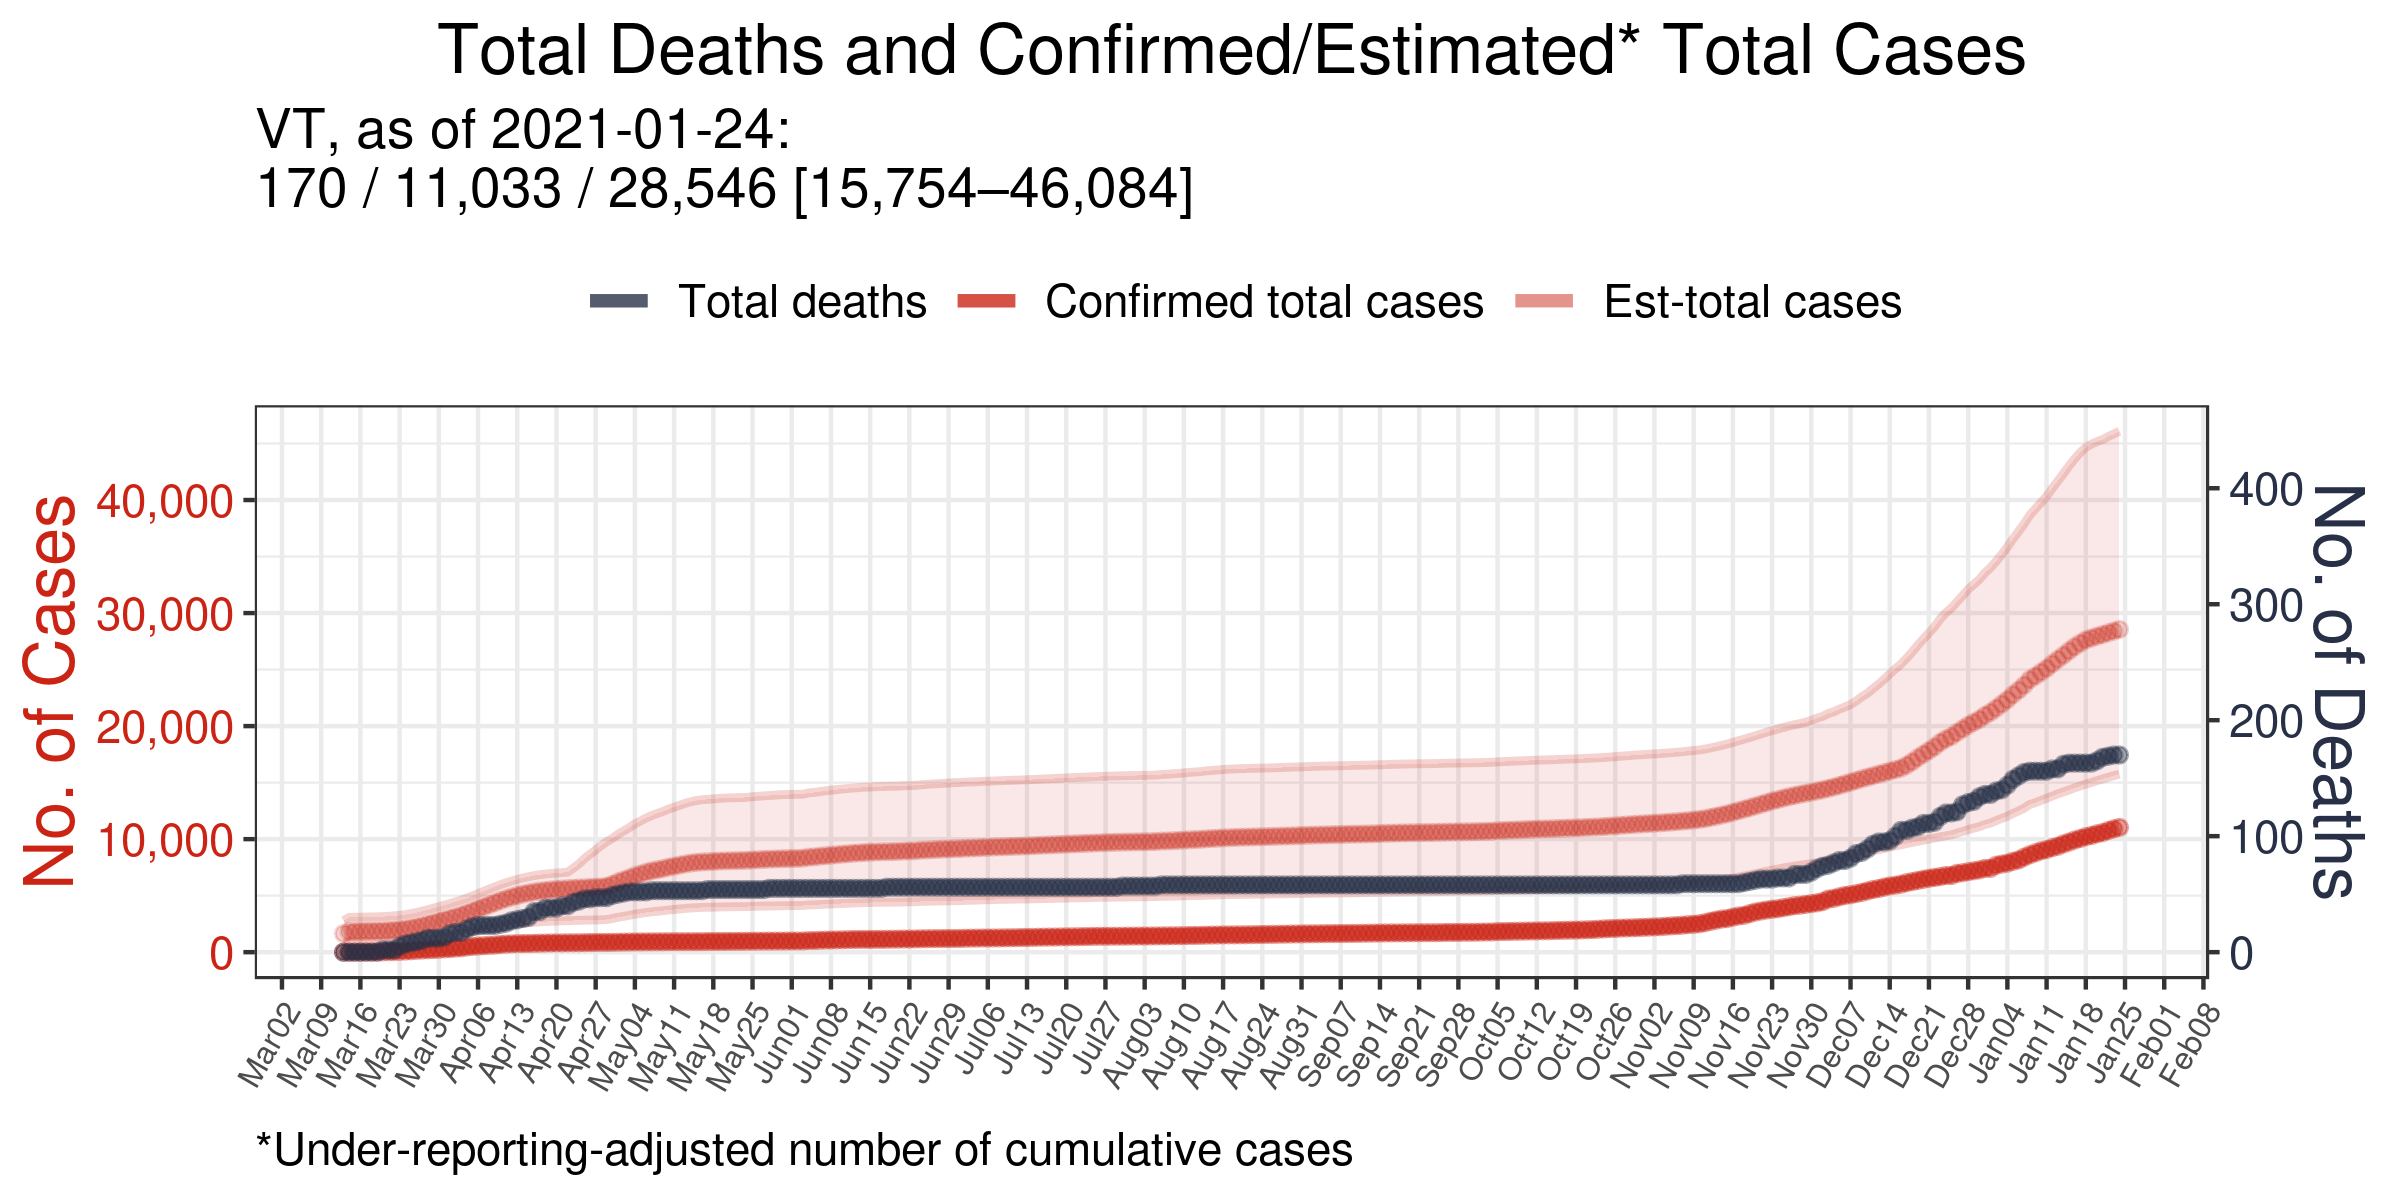 Total Deaths and Confirmed/Estimated* Total Cases
VT, as of 2021-01-24:
170 / 11,033 / 28,546 [15,754–46,084]
Total deaths
Confirmed total cases
Est-total cases
No. of Cases
40,000
30,000
20,000
10,000
0
400
300
200
100
0
No. of Deaths
Mar02
Mar09
Mar16
Mar23
Mar30
Apr06
Apr13
Apr20
Apr27
May04
May11
May18
May25
Jun01
Jun08
Jun15
Jun22
Jun29
Jul06
Jul13
Jul20
Jul27
Aug03
Aug10
Aug17
Aug24
Aug31
Sep07
Sep14
Sep21
Sep28
Oct05
Oct12
Oct19
Oct26
Nov02
Nov09
Nov16
Nov23
Nov30
Dec07
Dec14
Dec21
Dec28
Jan04
Jan11
Jan18
Jan25
Feb01
Feb08
*Under-reporting-adjusted number of cumulative cases